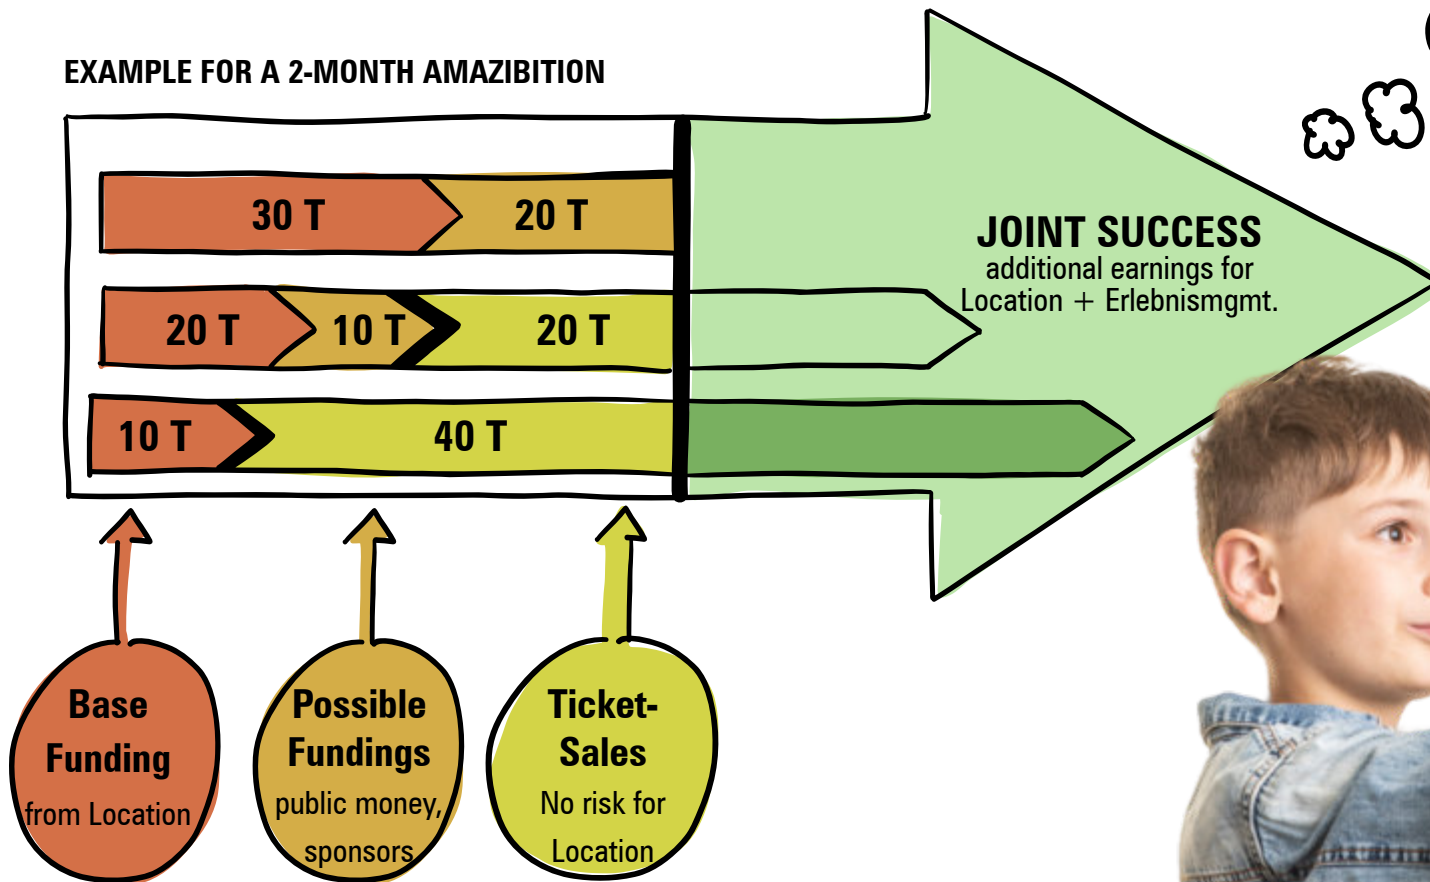 EXAMPLE FOR A 2-MONTH AMAZIBITION
30 T
20 T
20 T
10 T
20 T
10 T
40 T
JOINT SUCCESS
additional earnings for
Location + Erlebnismgmt.
Base
Funding
from Location
Possible
Fundings
public money,
sponsors
Ticket-
Sales
No risk for
Location